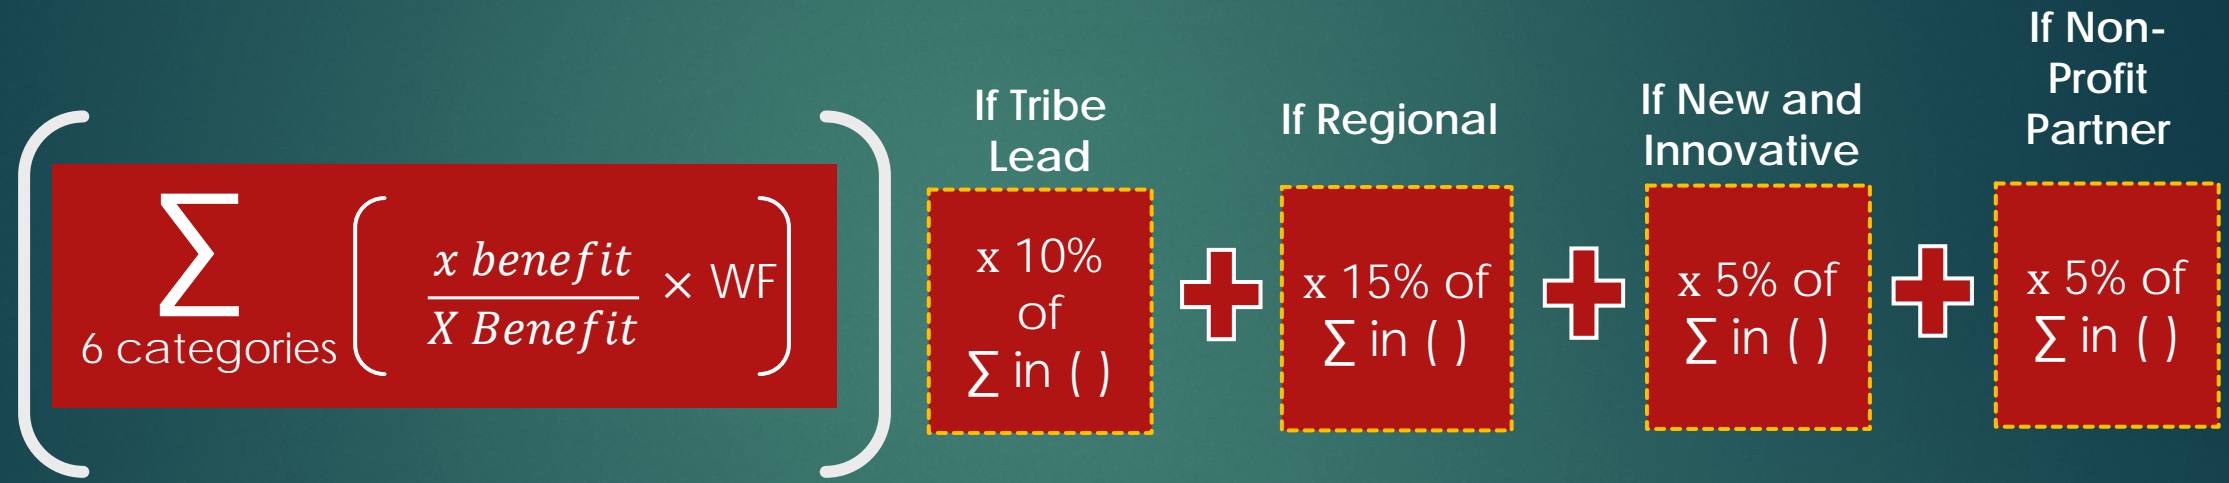 ∑
6 categories
x benefit
X Benefit
× WF
If Tribe
Lead
x 10%
of
∑ in ( )
If Regional
x 15% of
∑ in ( )
If New and
Innovative
x 5% of
∑ in ( )
If Non-
Profit
Partner
x 5% of
∑ in ( )